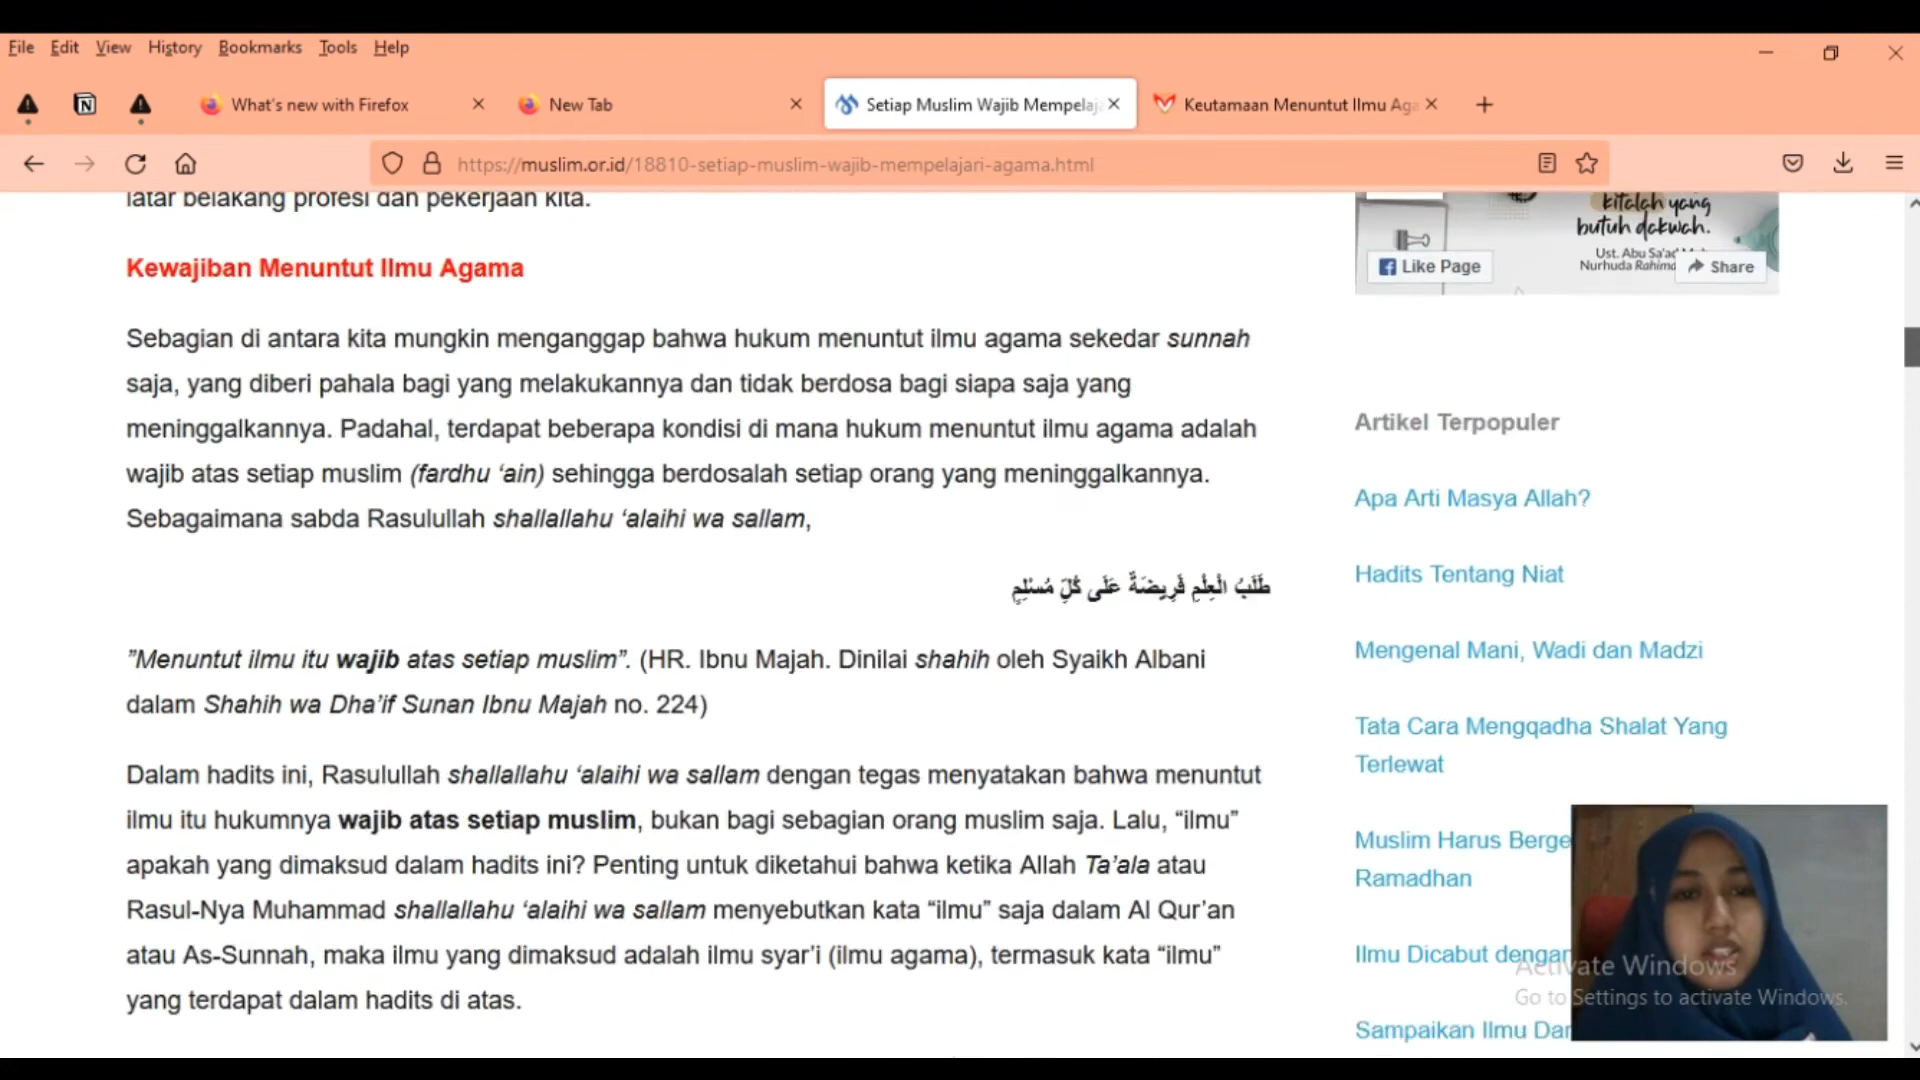 File Edit View History Bookmarks Tools Help
What's new with Firefox
New Tab
Setiap Muslim Wajib Mempelaj
Keutamaan Menuntut Ilmu Aga
https://muslim.or.id/18810-setiap-muslim-wajib-mempelajari-agama.html
latar belakang profesi dan pekerjaan kita.
Kewajiban Menuntut Ilmu Agama
Sebagian di antara kita mungkin menganggap bahwa hukum menuntut ilmu agama sekedar sunnah
saja, yang diberi pahala bagi yang melakukannya dan tidak berdosa bagi siapa saja yang
meninggalkannya. Padahal, terdapat beberapa kondisi di mana hukum menuntut ilmu agama adalah
wajib atas setiap muslim (fardhu ‘ain) sehingga berdosalah setiap orang yang meninggalkannya.
Sebagaimana sabda Rasulullah shallallahu ‘alaihi wa sallam,
طَلَبُ الْعِلْمِ فَرِيضَةٌ عَلَى كُلِّ مُسْلِمٍ
”Menuntut ilmu itu wajib atas setiap muslim”. (HR. Ibnu Majah. Dinilai shahih oleh Syaikh Albani
dalam Shahih wa Dha’if Sunan Ibnu Majah no. 224)
Dalam hadits ini, Rasulullah shallallahu ‘alaihi wa sallam dengan tegas menyatakan bahwa menuntut
ilmu itu hukumnya wajib atas setiap muslim, bukan bagi sebagian orang muslim saja. Lalu, “ilmu”
apakah yang dimaksud dalam hadits ini? Penting untuk diketahui bahwa ketika Allah Ta’ala atau
Rasul-Nya Muhammad shallallahu ‘alaihi wa sallam menyebutkan kata “ilmu” saja dalam Al Qur’an
atau As-Sunnah, maka ilmu yang dimaksud adalah ilmu syar’i (ilmu agama), termasuk kata “ilmu”
yang terdapat dalam hadits di atas.
kitalah yang
butuh dakwah.
Ust. Abu Sa'ad
Nurhuda
Like Page
Share
Artikel Terpopuler
Apa Arti Masya Allah?
Hadits Tentang Niat
Mengenal Mani, Wadi dan Madzi
Tata Cara Mengqadha Shalat Yang
Terlewat
Muslim Harus Berge
Ramadhan
Ilmu Dicabut dengan
Sampaikan Ilmu Dar
Activate Windows
Go to Settings to activate Windows.